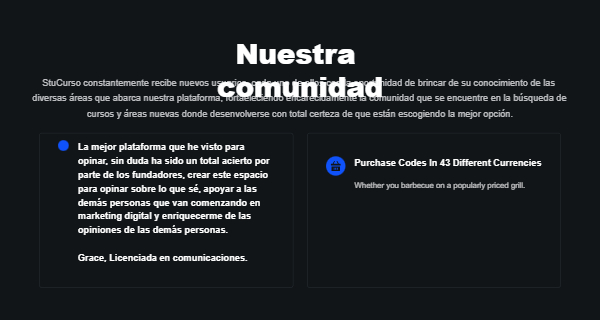 Nuestra
comunidad
StuCurso constantemente recibe nuevos usuarios, cada uno de ellos con la oportunidad de brincar de su conocimiento de las
diversas áreas que abarca nuestra plataforma, fortaleciendo encarecidamente la comunidad que se encuentre en la búsqueda de
cursos y áreas nuevas donde desenvolverse con total certeza de que están escogiendo la mejor opción.
La mejor plataforma que he visto para
opinar, sin duda ha sido un total acierto por
parte de los fundadores, crear este espacio
para opinar sobre lo que sé, apoyar a las
demás personas que van comenzando en
marketing digital y enriquecerme de las
opiniones de las demás personas.
Grace, Licenciada en comunicaciones.
Purchase Codes In 43 Different Currencies
Whether you barbecue on a popularly priced grill.